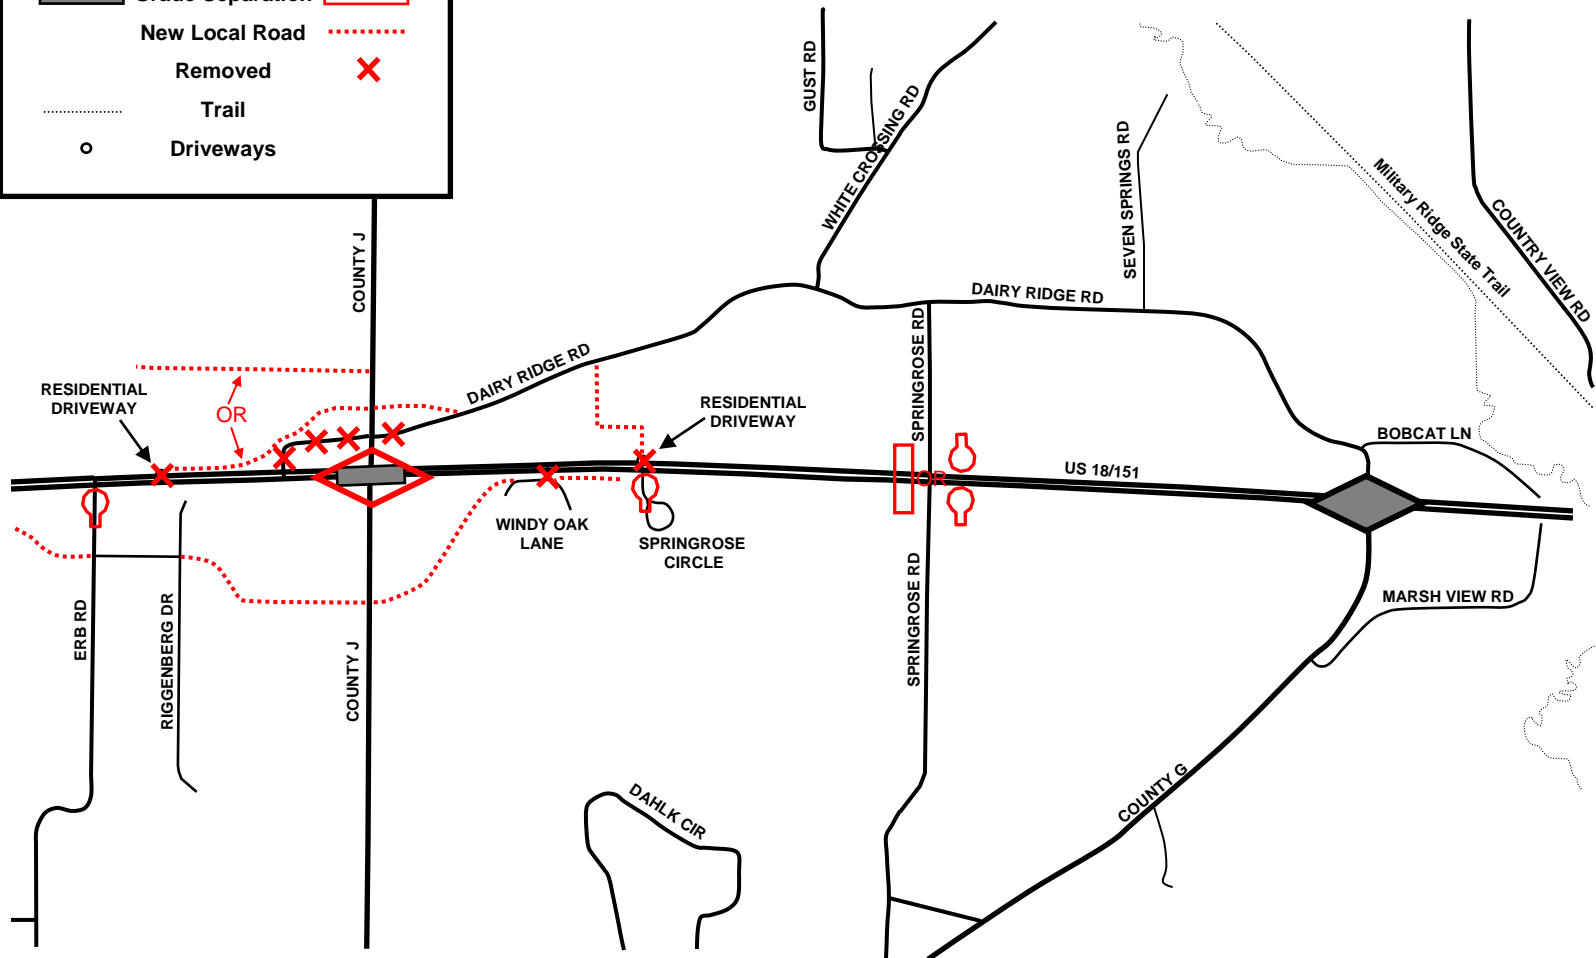 Grade Separation
New Local Road
Removed
Trail
Driveways
GUST RD
WHITE CROSSING RD
SEVEN SPRINGS RD
Military Ridge State Trail
COUNTRY VIEW RD
COUNTY J
DAIRY RIDGE RD
DAIRY RIDGE RD
SPRINGROSE RD
RESIDENTIAL
DRIVEWAY
OR
RESIDENTIAL
DRIVEWAY
BOBCAT LN
US 18/151
OR
WINDY OAK
LANE
SPRINGROSE
CIRCLE
ERB RD
RIGGENBERG DR
COUNTY J
SPRINGROSE RD
MARSH VIEW RD
DAHLK CIR
COUNTY G